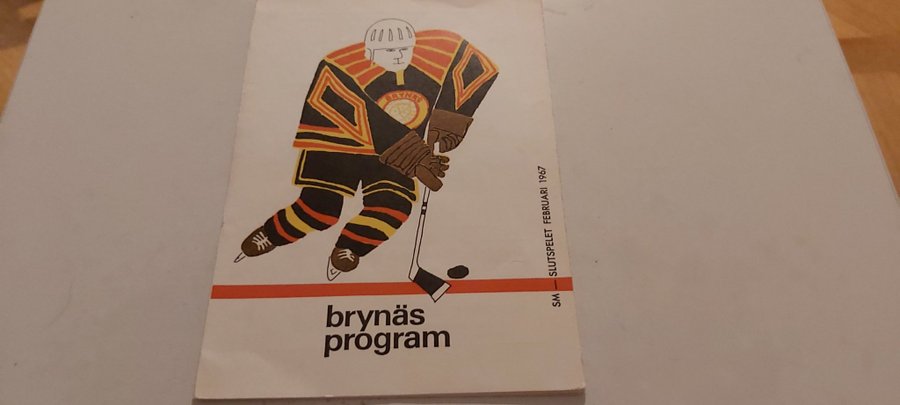 BRYNÄS
SM — SLUTSPELET FEBRUARI 1967
brynäs
program